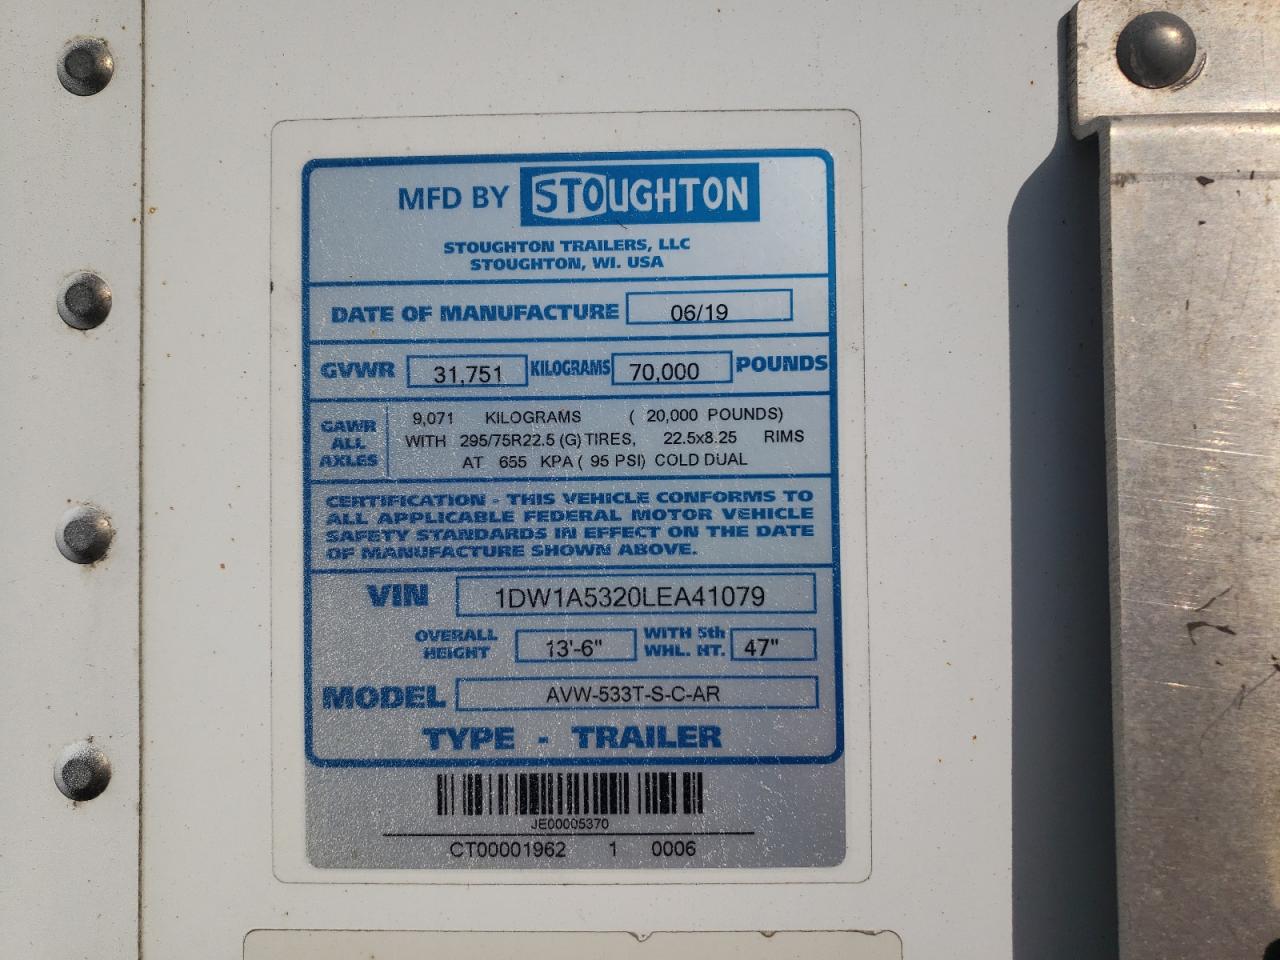 MFD BY STOUGHTON
STOUGHTON TRAILERS, LLC
STOUGHTON, WI. USA
DATE OF MANUFACTURE 06/19
GVWR 31,751 KILOGRAMS 70,000 POUNDS
GAWR ALL AXLES
9,071 KILOGRAMS ( 20,000 POUNDS)
WITH 295/75R22.5 (G) TIRES, 22.5x8.25 RIMS
AT 655 KPA ( 95 PSI) COLD DUAL
CERTIFICATION - THIS VEHICLE CONFORMS TO
ALL APPLICABLE FEDERAL MOTOR VEHICLE
SAFETY STANDARDS IN EFFECT ON THE DATE
OF MANUFACTURE SHOWN ABOVE.
VIN 1DW1A5320LEA41079
OVERALL HEIGHT 13'-6" WITH 5th WHL. HT. 47"
MODEL AVW-533T-S-C-AR
TYPE - TRAILER
JE00005370
CT00001962 1 0006